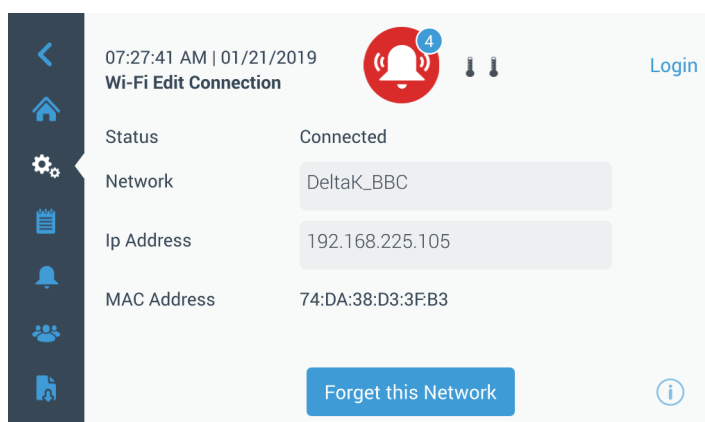 07:27:41 AM | 01/21/2019
4
Login
Wi-Fi Edit Connection
Status Connected
Network DeltaK_BBC
Ip Address 192.168.225.105
MAC Address 74:DA:38:D3:3F:B3
Forget this Network
i